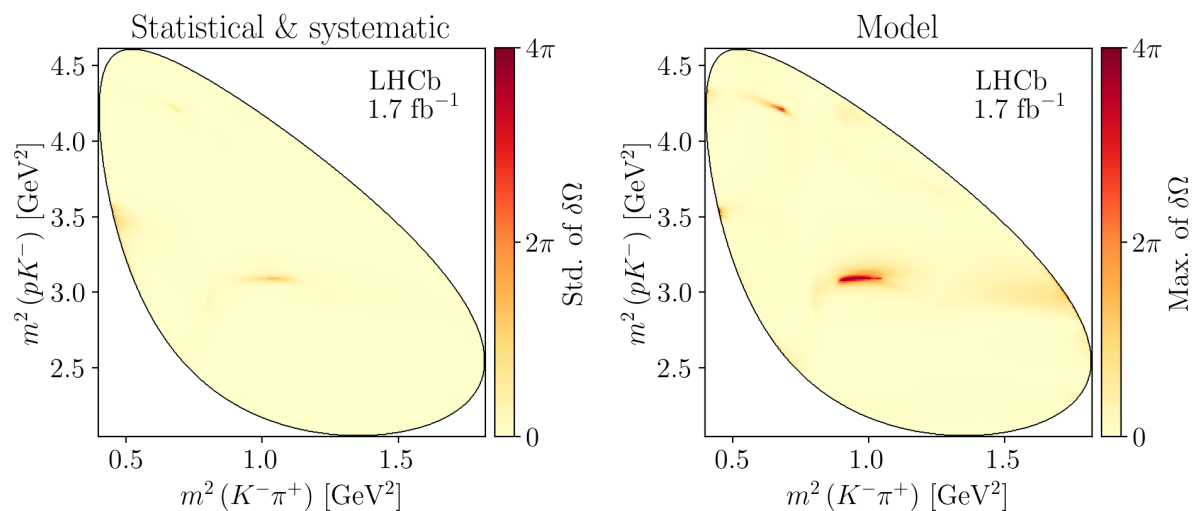 Statistical & systematic
LHCb
1.7 fb⁻¹
4.5
4.0
3.5
3.0
2.5
0.5
1.0
1.5
m² (pK⁻) [GeV²]
m² (K⁻π⁺) [GeV²]
4π
2π
0
Std. of δΩ
Model
LHCb
1.7 fb⁻¹
4.5
4.0
3.5
3.0
2.5
0.5
1.0
1.5
m² (pK⁻) [GeV²]
m² (K⁻π⁺) [GeV²]
4π
2π
0
Max. of δΩ